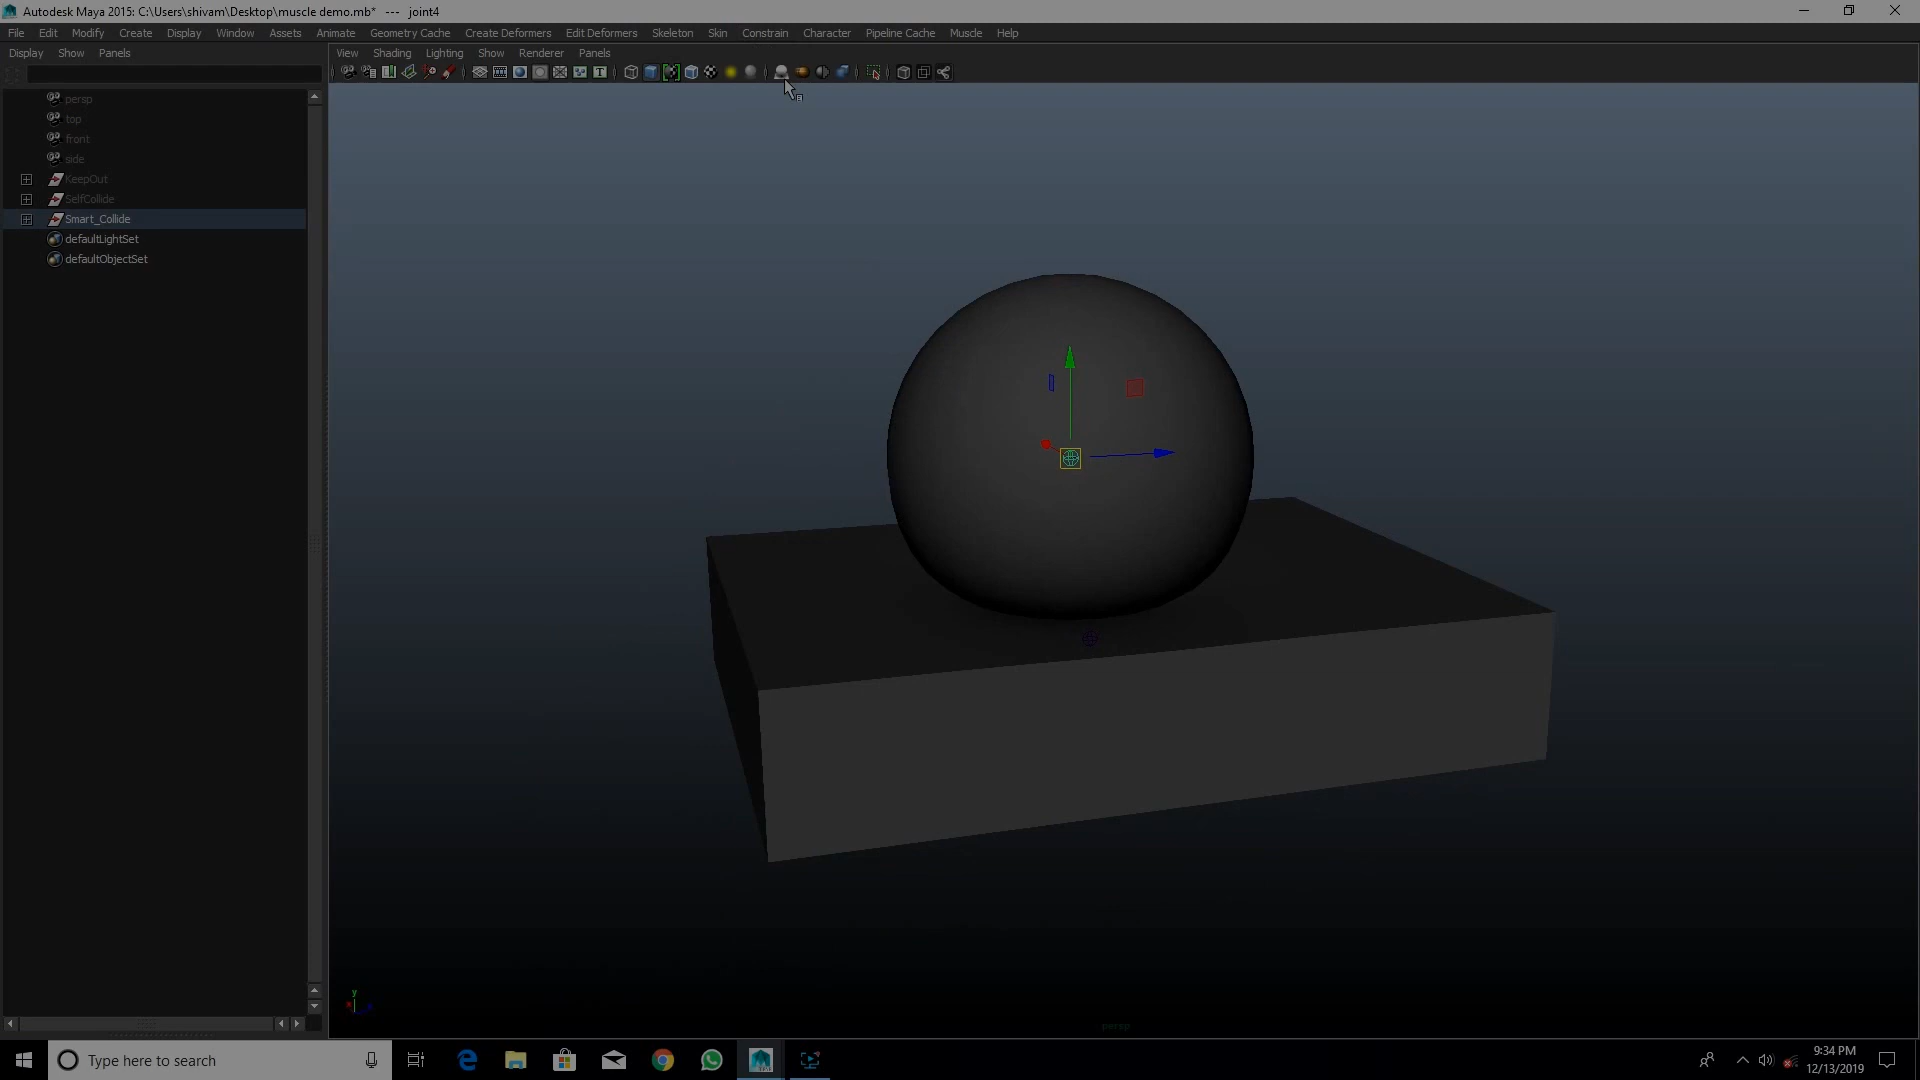 Autodesk Maya 2015: C:\Users\shivam\Desktop\muscle demo.mb*   ---   joint4
File Edit Modify Create Display Window Assets Animate Geometry Cache Create Deformers Edit Deformers Skeleton Skin Constrain Character Pipeline Cache Muscle Help
Display Show Panels
View Shading Lighting Show Renderer Panels
persp
top
front
side
KeepOut
SelfCollide
Smart_Collide
defaultLightSet
defaultObjectSet
y
x
persp
Type here to search
9:34 PM
12/13/2019